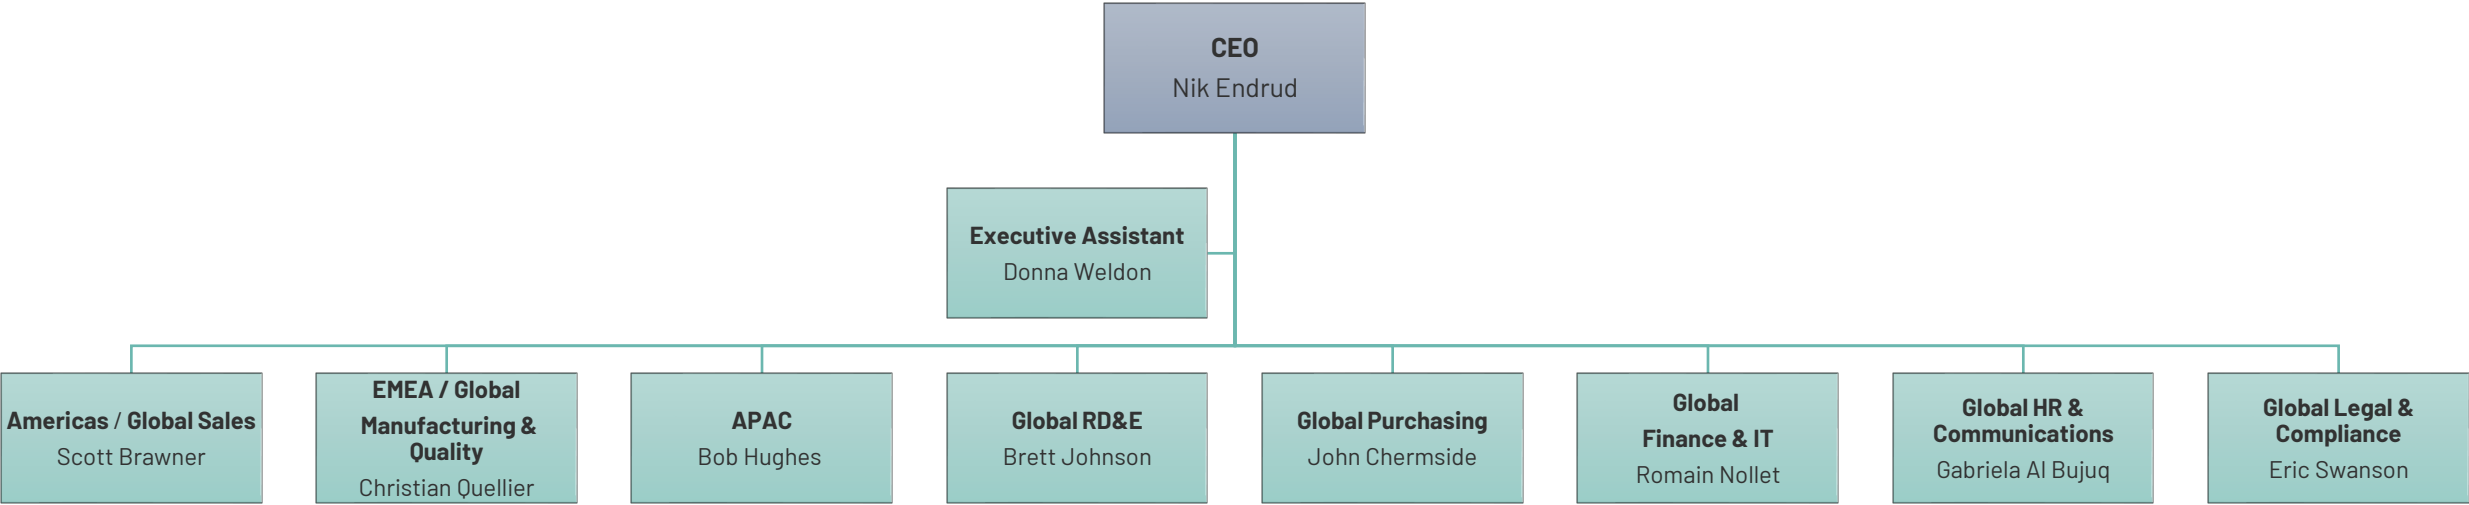 CEO
Nik Endrud
Executive Assistant
Donna Weldon
Americas / Global Sales
Scott Brawner
EMEA / Global
Manufacturing &
Quality
Christian Quellier
APAC
Bob Hughes
Global RD&E
Brett Johnson
Global Purchasing
John Chermside
Global
Finance & IT
Romain Nollet
Global HR &
Communications
Gabriela Al Bujuq
Global Legal &
Compliance
Eric Swanson